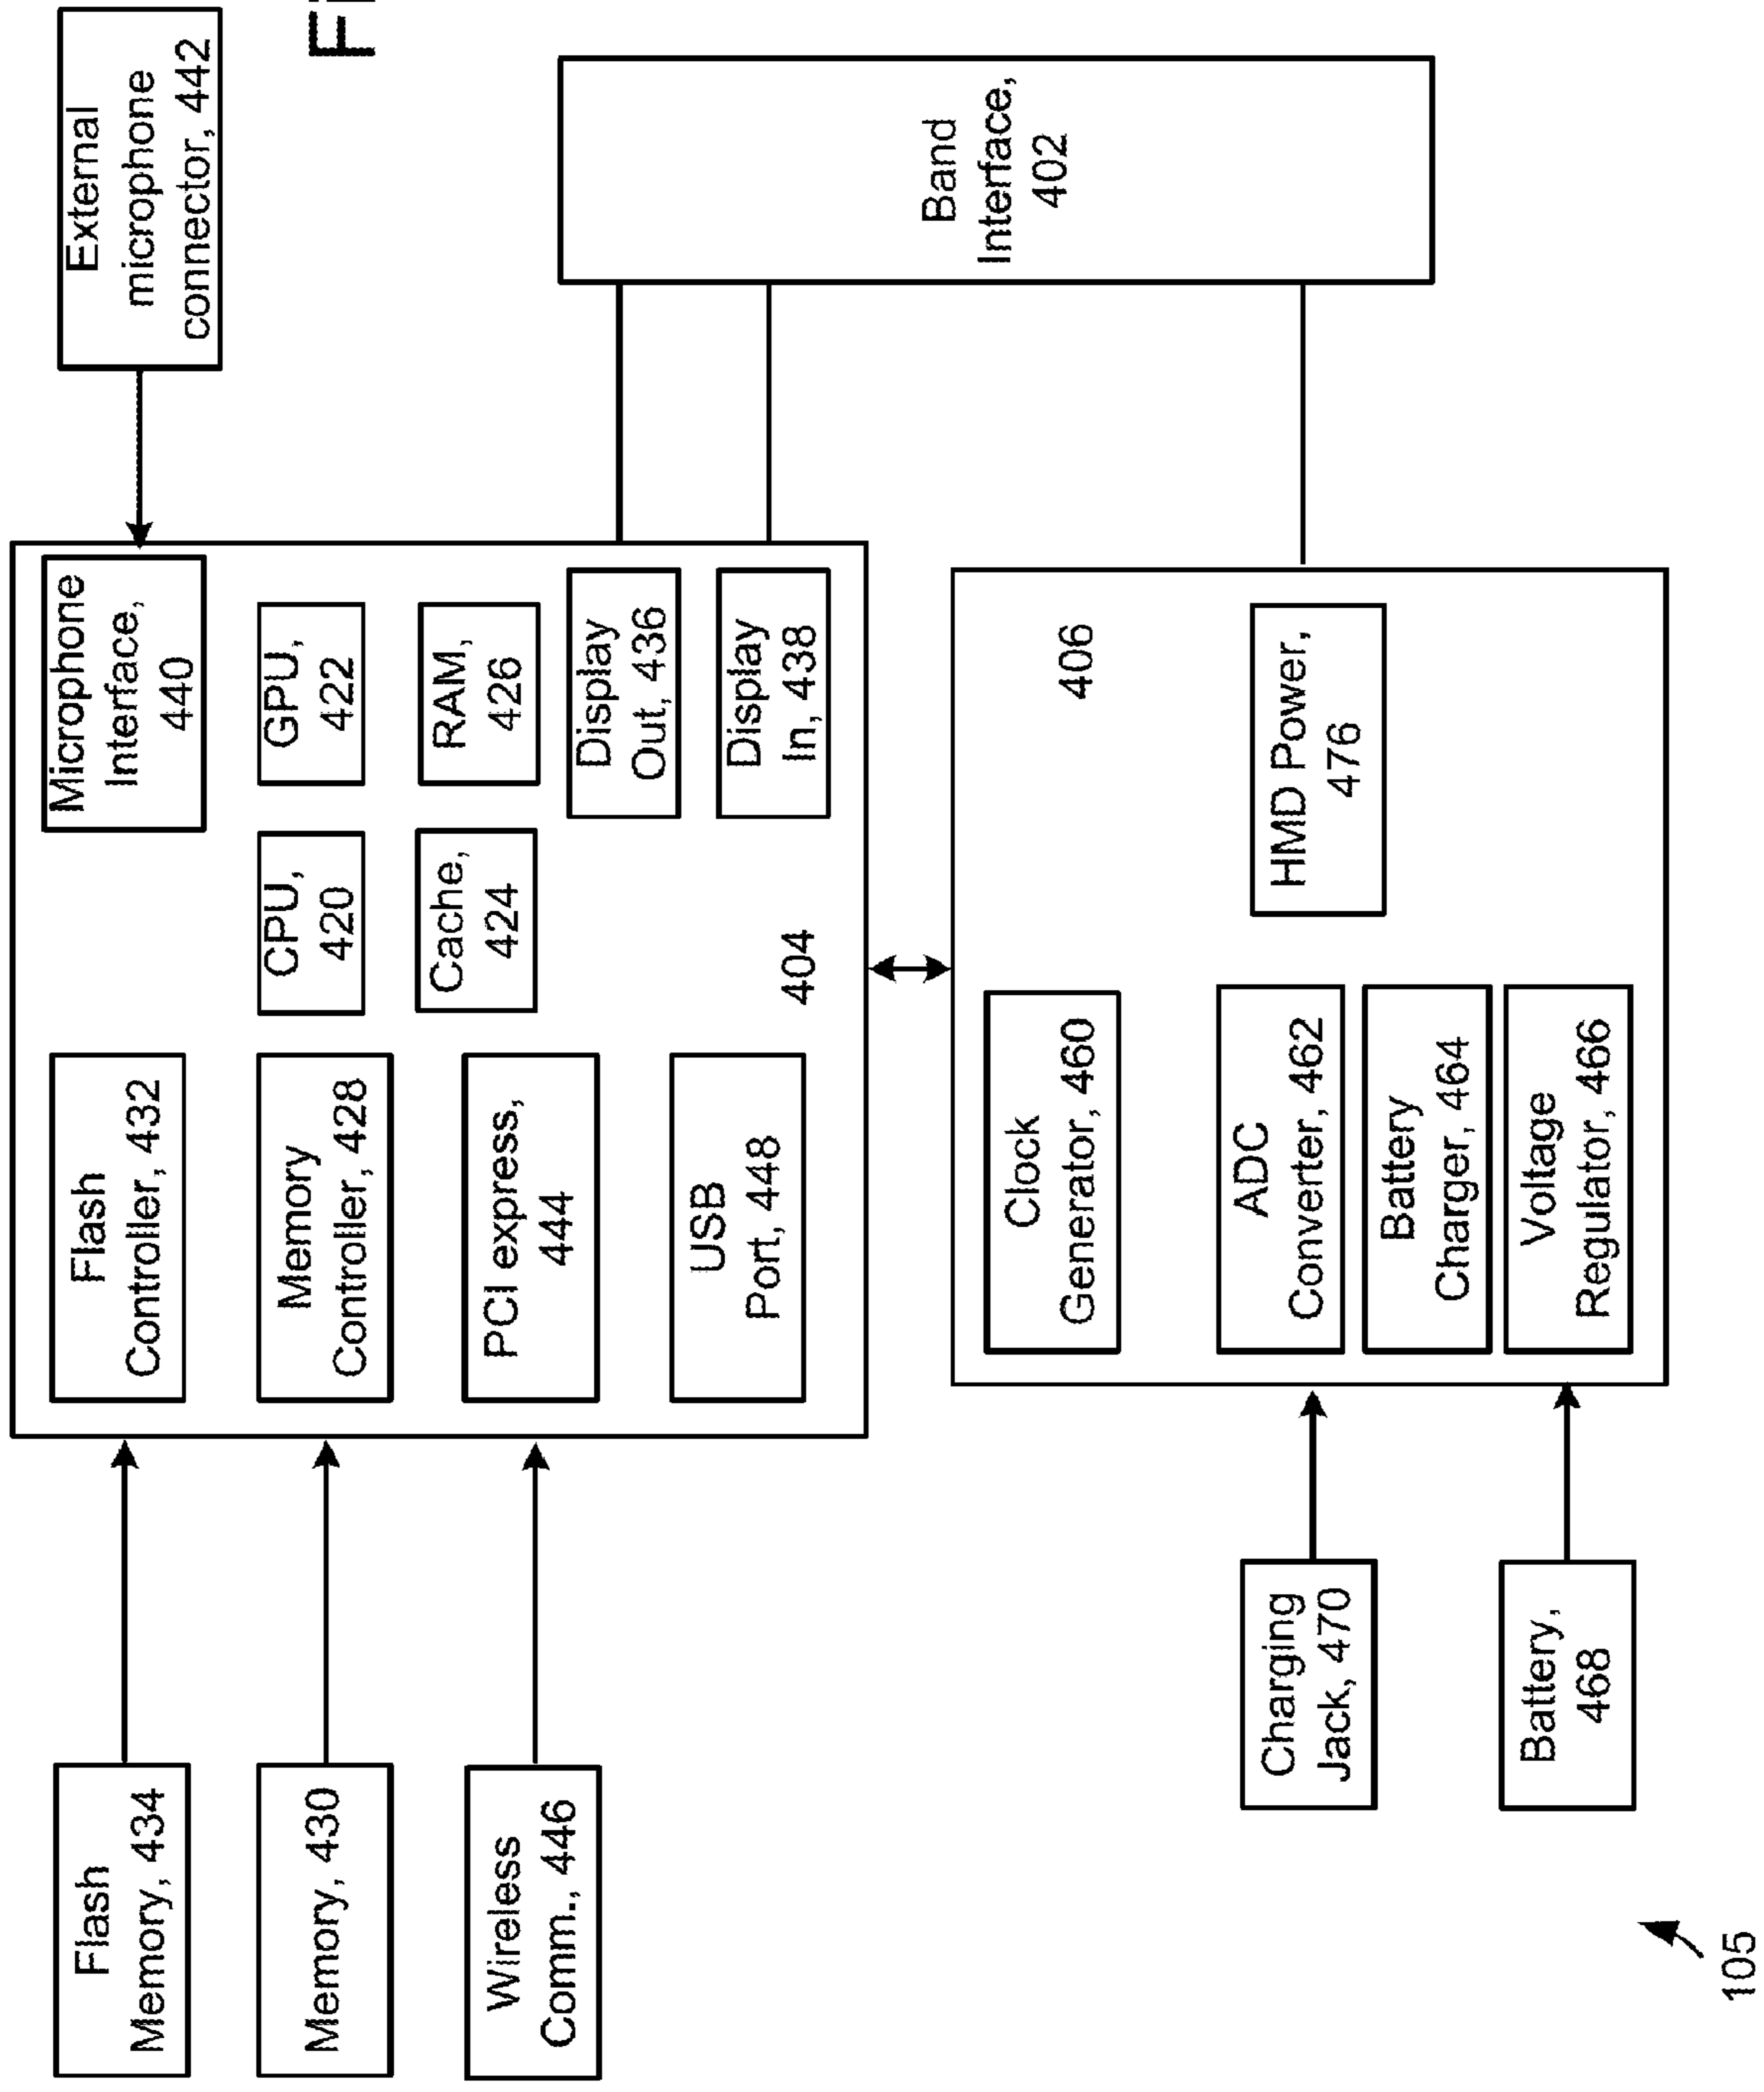 Flash
Memory, 434
Memory, 430
Wireless
Comm., 446
Flash
Controller, 432
Memory
Controller, 428
PCI express,
444
USB
Port, 448
Microphone
Interface,
440
CPU,
420
GPU,
422
Cache,
424
RAM,
426
Display
Out, 436
Display
In, 438
404
External
microphone
connector, 442
Band
Interface,
402
Charging
Jack, 470
Battery,
468
Clock
Generator, 460
ADC
Converter, 462
Battery
Charger, 464
Voltage
Regulator, 466
406
HMD Power,
476
105